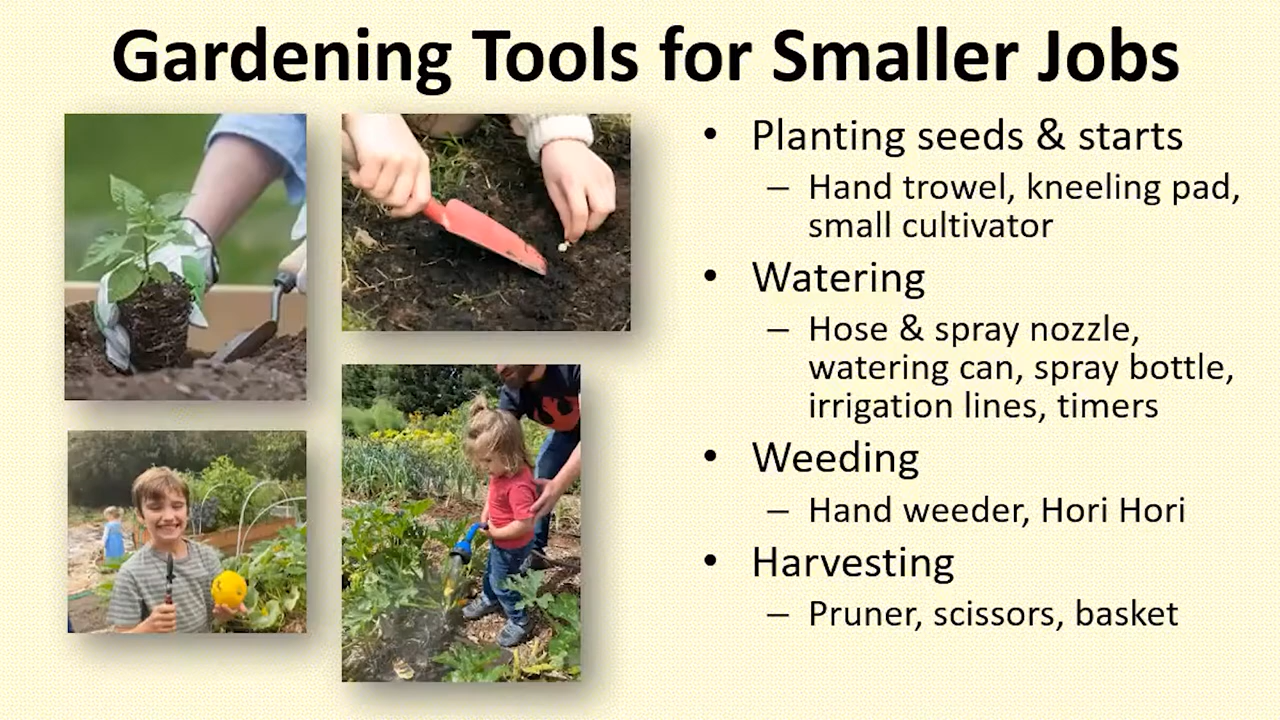 Gardening Tools for Smaller Jobs
• Planting seeds & starts
– Hand trowel, kneeling pad,
small cultivator
• Watering
– Hose & spray nozzle,
watering can, spray bottle,
irrigation lines, timers
• Weeding
– Hand weeder, Hori Hori
• Harvesting
– Pruner, scissors, basket